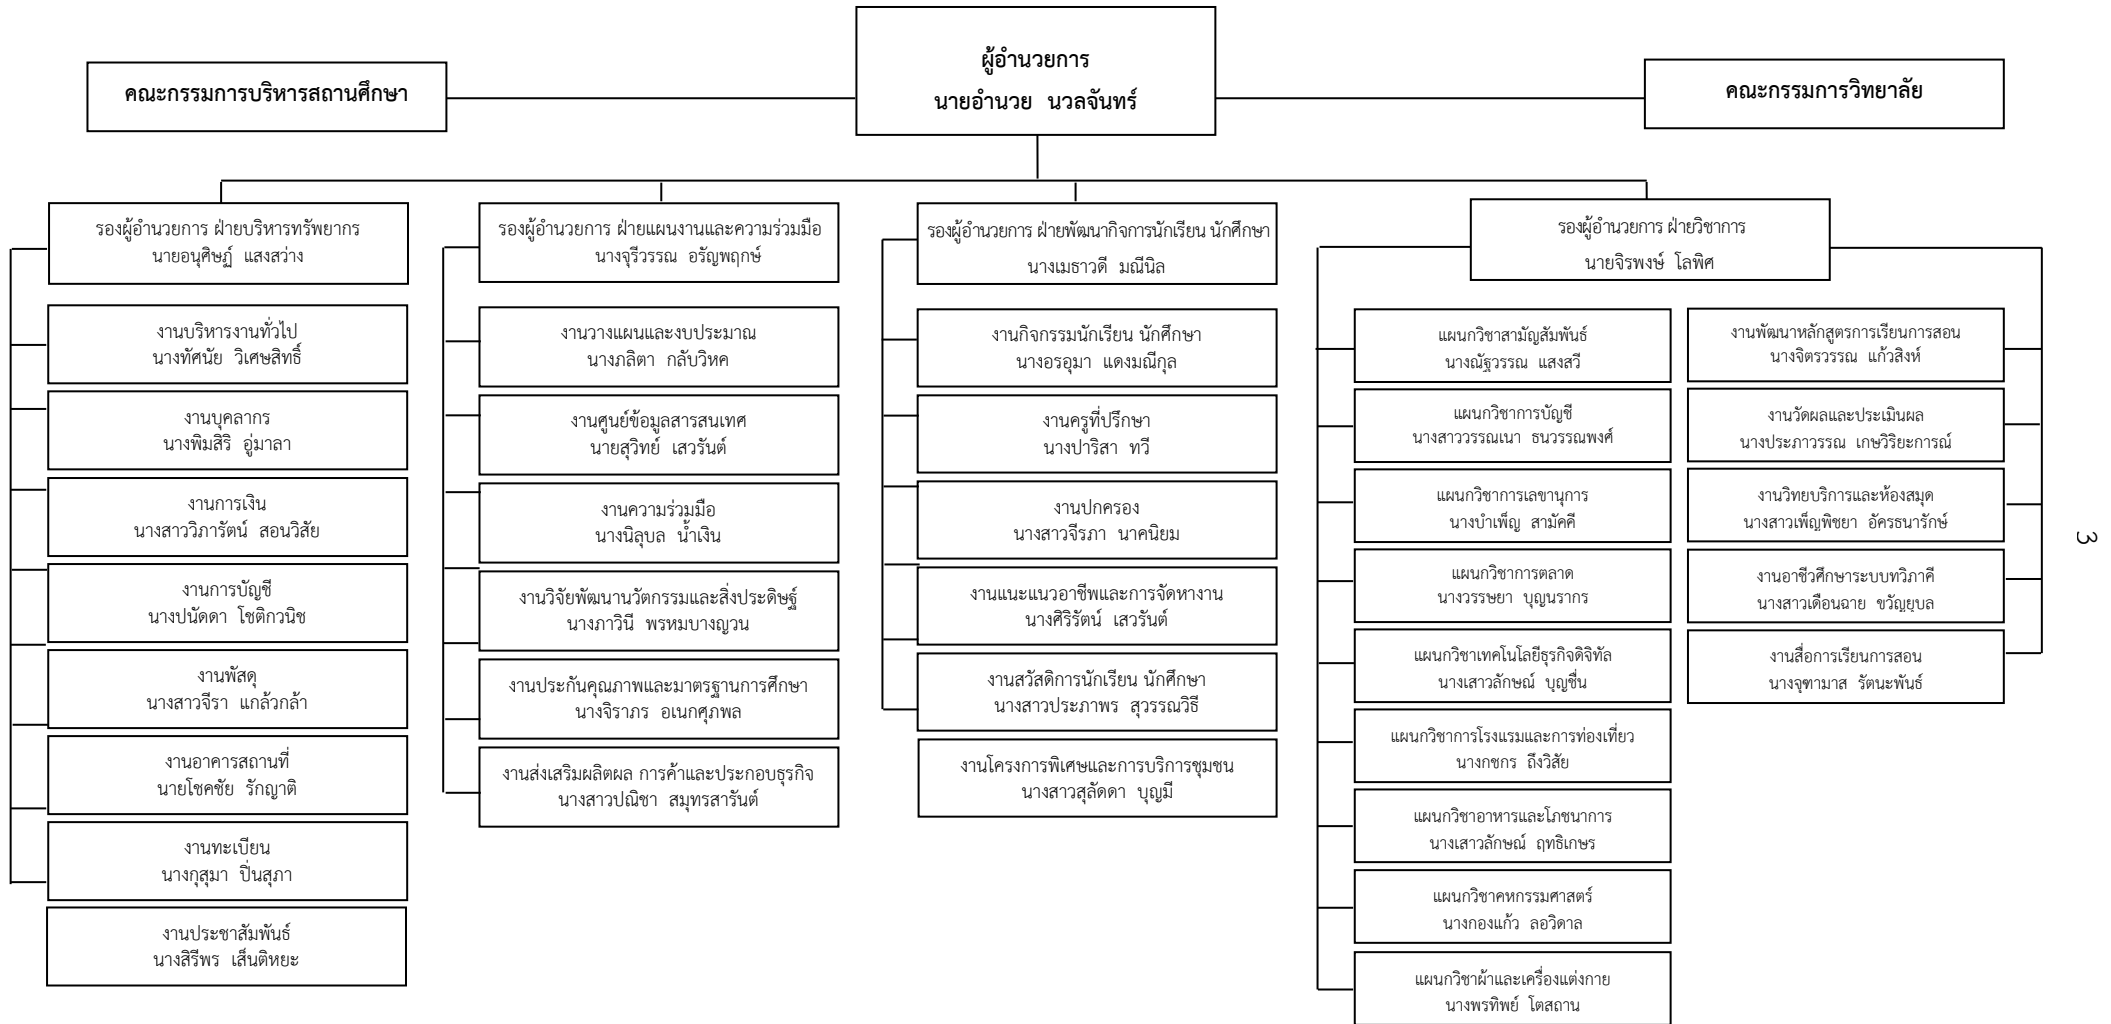 ผู้อำนวยการ
นายอำนวย นวลจันทร์
คณะกรรมการบริหารสถานศึกษา
คณะกรรมการวิทยาลัย
รองผู้อำนวยการ ฝ่ายบริหารทรัพยากร
นายอนุศิษฏ์ แสงสว่าง
งานบริหารงานทั่วไป
นางทัศนัย วิเศษสิทธิ์
งานบุคลากร
นางพิมสิริ อู่มาลา
งานการเงิน
นางสาววิภารัตน์ สอนวิสัย
งานการบัญชี
นางปนัดดา โชติกวนิช
งานพัสดุ
นางสาวจีรา แกล้วกล้า
งานอาคารสถานที่
นายโชคชัย รักญาติ
งานทะเบียน
นางกุสุมา ปิ่นสุภา
งานประชาสัมพันธ์
นางสิรีพร เส็นติหยะ
รองผู้อำนวยการ ฝ่ายแผนงานและความร่วมมือ
นางจุรีวรรณ อรัญพฤกษ์
งานวางแผนและงบประมาณ
นางภลิตา กลับวิหค
งานศูนย์ข้อมูลสารสนเทศ
นายสุวิทย์ เสวรันต์
งานความร่วมมือ
นางนิลุบล น้ำเงิน
งานวิจัยพัฒนานวัตกรรมและสิ่งประดิษฐ์
นางภาวินี พรหมบางญวน
งานประกันคุณภาพและมาตรฐานการศึกษา
นางจิราภร อเนกศุภพล
งานส่งเสริมผลิตผล การค้าและประกอบธุรกิจ
นางสาวปณิชา สมุทรสารันต์
รองผู้อำนวยการ ฝ่ายพัฒนากิจการนักเรียน นักศึกษา
นางเมธาวดี มณีนิล
งานกิจกรรมนักเรียน นักศึกษา
นางอรอุมา แดงมณีกุล
งานครูที่ปรึกษา
นางปาริสา ทวี
งานปกครอง
นางสาวจีรภา นาคนิยม
งานแนะแนวอาชีพและการจัดหางาน
นางศิริรัตน์ เสวรันต์
งานสวัสดิการนักเรียน นักศึกษา
นางสาวประภาพร สุวรรณวิธี
งานโครงการพิเศษและการบริการชุมชน
นางสาวสุลัดดา บุญมี
รองผู้อำนวยการ ฝ่ายวิชาการ
นายจิรพงษ์ โลพิศ
แผนกวิชาสามัญสัมพันธ์
นางณัฐวรรณ แสงสวี
แผนกวิชาการบัญชี
นางสาววรรณเนา ธนวรรณพงศ์
แผนกวิชาการเลขานุการ
นางบำเพ็ญ สามัคคี
แผนกวิชาการตลาด
นางวรรษยา บุญนรากร
แผนกวิชาเทคโนโลยีธุรกิจดิจิทัล
นางเสาวลักษณ์ บุญชื่น
แผนกวิชาการโรงแรมและการท่องเที่ยว
นางกชกร ถึงวิสัย
แผนกวิชาอาหารและโภชนาการ
นางเสาวลักษณ์ ฤทธิเกษร
แผนกวิชาคหกรรมศาสตร์
นางกองแก้ว ลอวิดาล
แผนกวิชาผ้าและเครื่องแต่งกาย
นางพรทิพย์ โตสถาน
งานพัฒนาหลักสูตรการเรียนการสอน
นางจิตรวรรณ แก้วสิงห์
งานวัดผลและประเมินผล
นางประภาวรรณ เกษวิริยะการณ์
งานวิทยบริการและห้องสมุด
นางสาวเพ็ญพิชยา อัครธนารักษ์
งานอาชีวศึกษาระบบทวิภาคี
นางสาวเดือนฉาย ขวัญยุบล
งานสื่อการเรียนการสอน
นางจุฑามาส รัตนะพันธ์
3